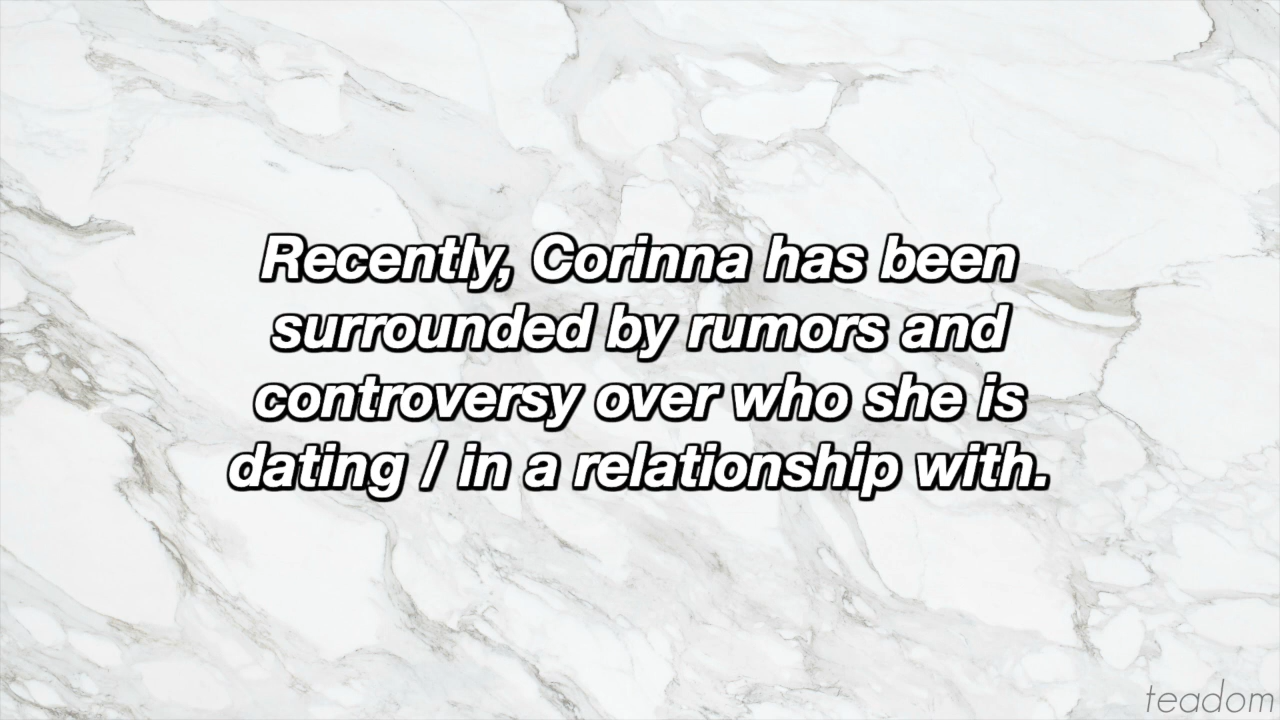 Recently, Corinna has been
surrounded by rumors and
controversy over who she is
dating / in a relationship with.
teadom